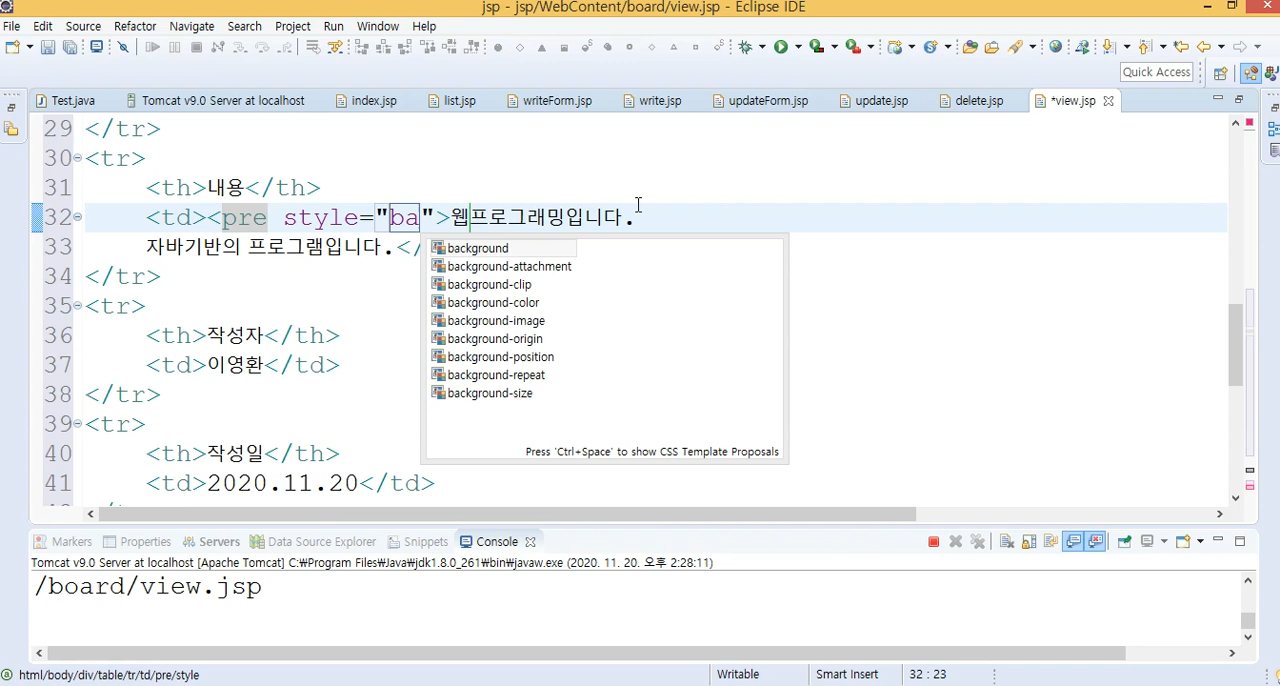 jsp - jsp/WebContent/board/view.jsp - Eclipse IDE
File Edit Source Refactor Navigate Search Project Run Window Help
Quick Access
Test.java Tomcat v9.0 Server at localhost index.jsp list.jsp writeForm.jsp write.jsp updateForm.jsp update.jsp delete.jsp *view.jsp
29 </tr>
30 <tr>
31 <th>내용</th>
32 <td><pre style="ba">웹프로그래밍입니다.
33 자바기반의 프로그램입니다.</
34 </tr>
35 <tr>
36 <th>작성자</th>
37 <td>이영환</td>
38 </tr>
39 <tr>
40 <th>작성일</th>
41 <td>2020.11.20</td>
background
background-attachment
background-clip
background-color
background-image
background-origin
background-position
background-repeat
background-size
Press 'Ctrl+Space' to show CSS Template Proposals
Markers Properties Servers Data Source Explorer Snippets Console
Tomcat v9.0 Server at localhost [Apache Tomcat] C:₩Program Files₩Java₩jdk1.8.0_261₩bin₩javaw.exe (2020. 11. 20. 오후 2:28:11)
/board/view.jsp
html/body/div/table/tr/td/pre/style Writable Smart Insert 32 : 23